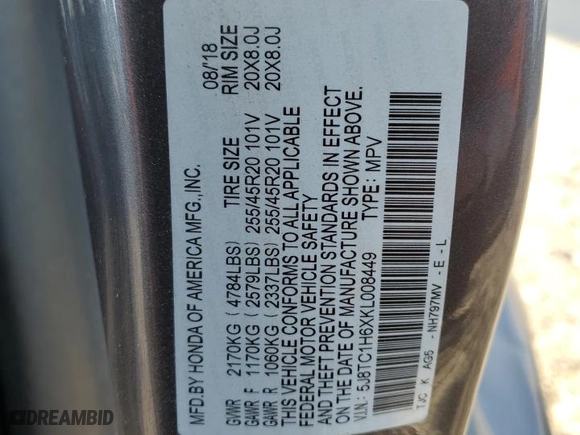 MFD.BY HONDA OF AMERICA MFG.,INC. 08/'18
GVWR 2170KG (4784LBS) TIRE SIZE RIM SIZE
GAWR F 1170KG (2579LBS) 255/45R20 101V 20X8.0J
GAWR R 1060KG (2337LBS) 255/45R20 101V 20X8.0J
THIS VEHICLE CONFORMS TO ALL APPLICABLE
FEDERAL MOTOR VEHICLE SAFETY
AND THEFT PREVENTION STANDARDS IN EFFECT
ON THE DATE OF MANUFACTURE SHOWN ABOVE.
V.I.N.: 5J8TC1H6XKL008449 TYPE: MPV
TJC K AG5 NH797MV - E - L
DREAMBID